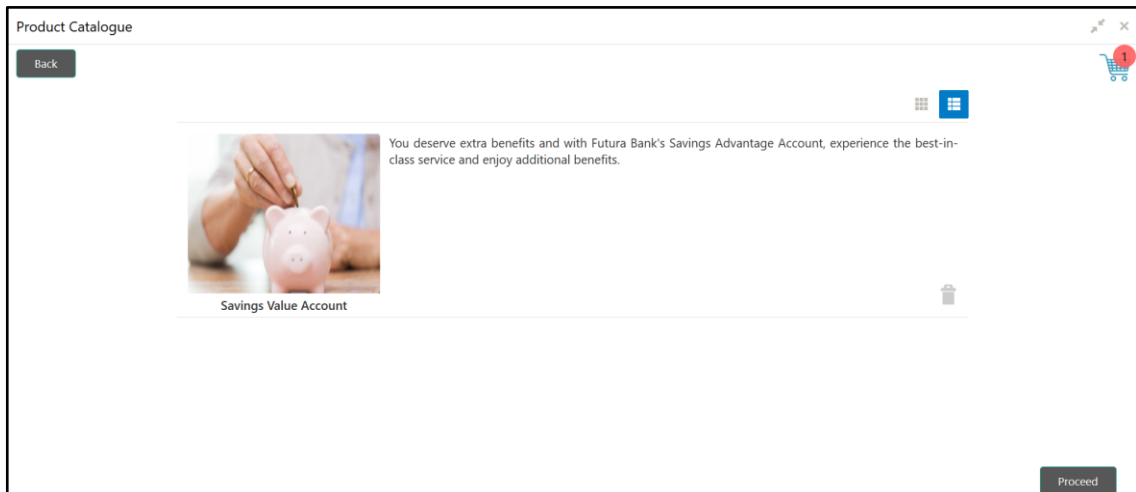 Product Catalogue
Back
1
You deserve extra benefits and with Futura Bank's Savings Advantage Account, experience the best-in-
class service and enjoy additional benefits.
Savings Value Account
Proceed